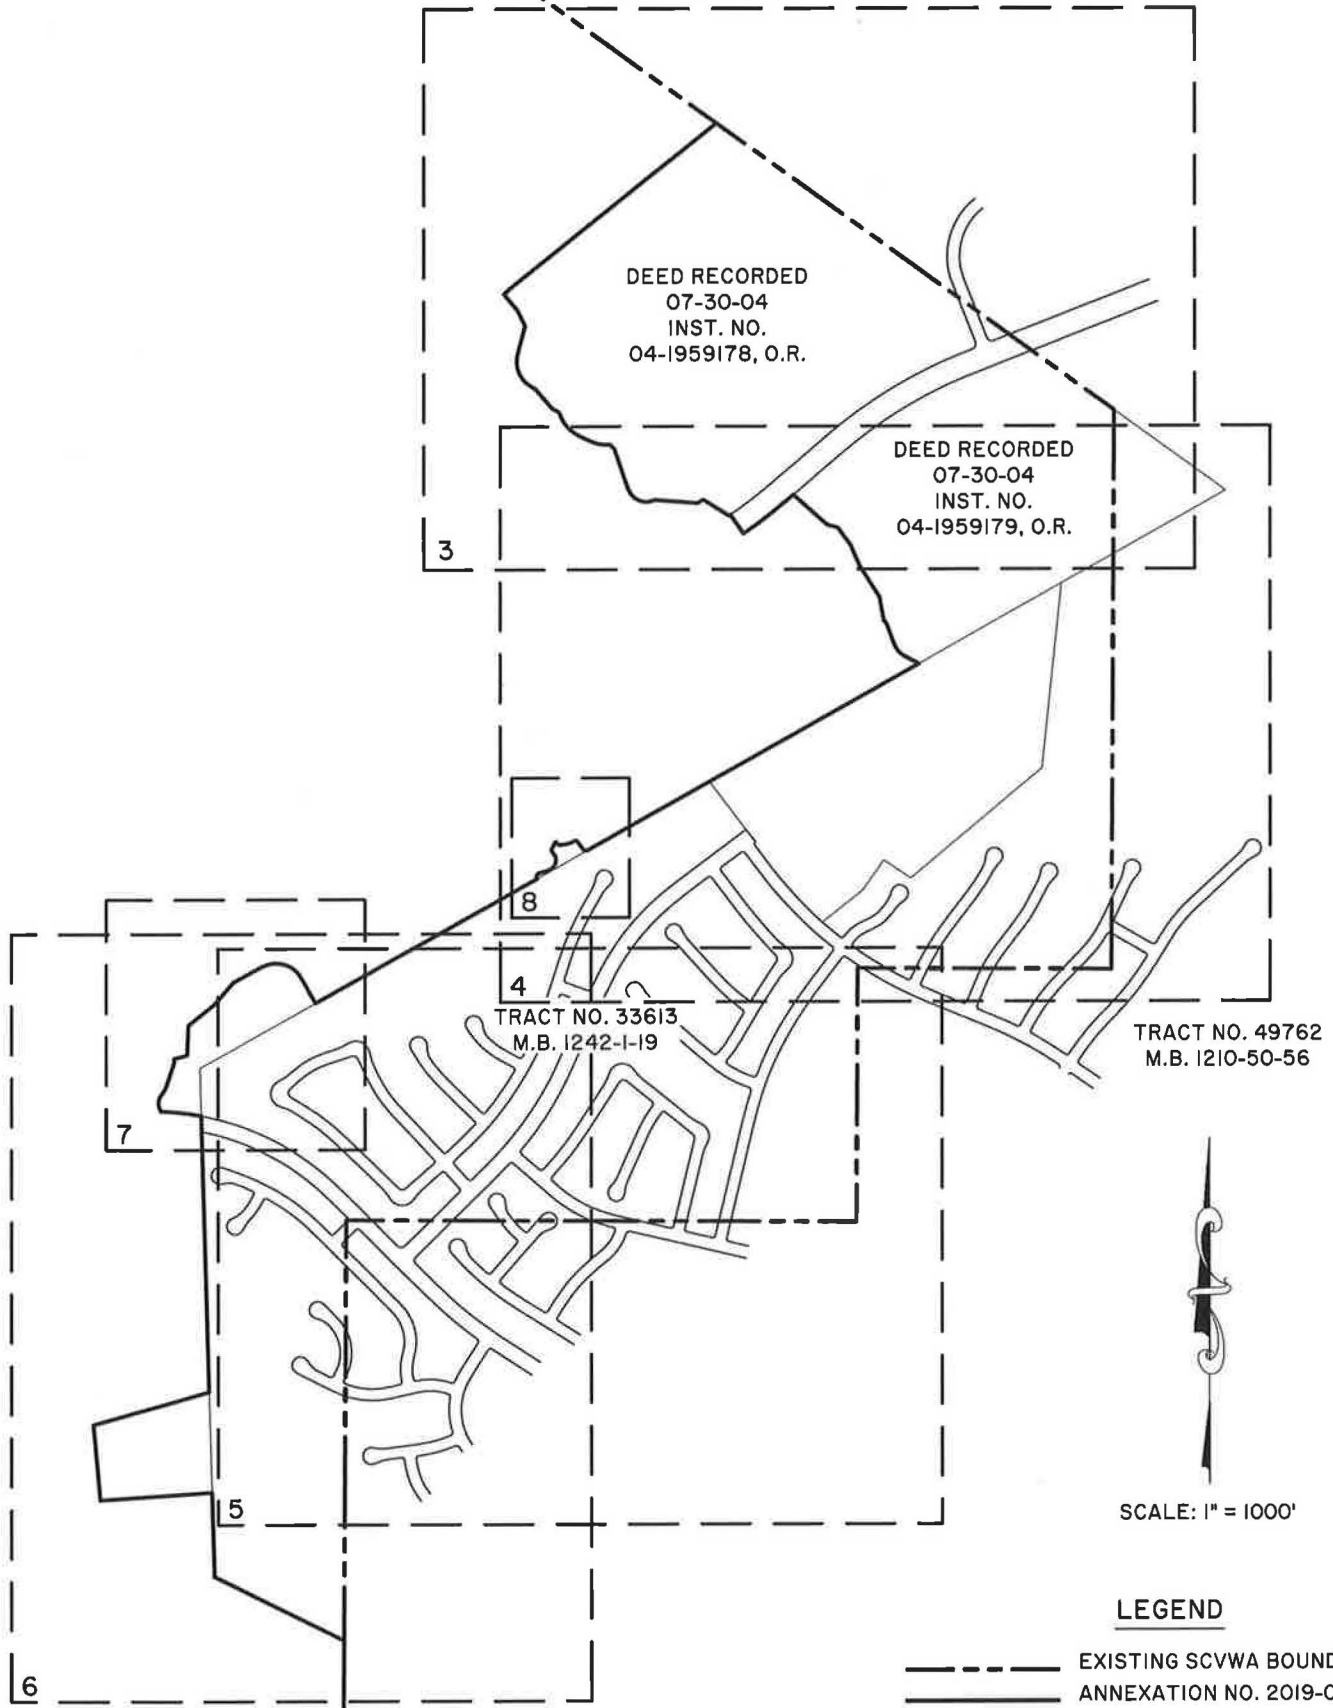 DEED RECORDED
07-30-04
INST. NO.
04-1959178, O.R.
DEED RECORDED
07-30-04
INST. NO.
04-1959179, O.R.
3
8
4
TRACT NO. 33613
M.B. 1242-1-19
TRACT NO. 49762
M.B. 1210-50-56
7
5
SCALE: 1" = 1000'
LEGEND
EXISTING SCVWA BOUND
ANNEXATION NO. 2019-
6